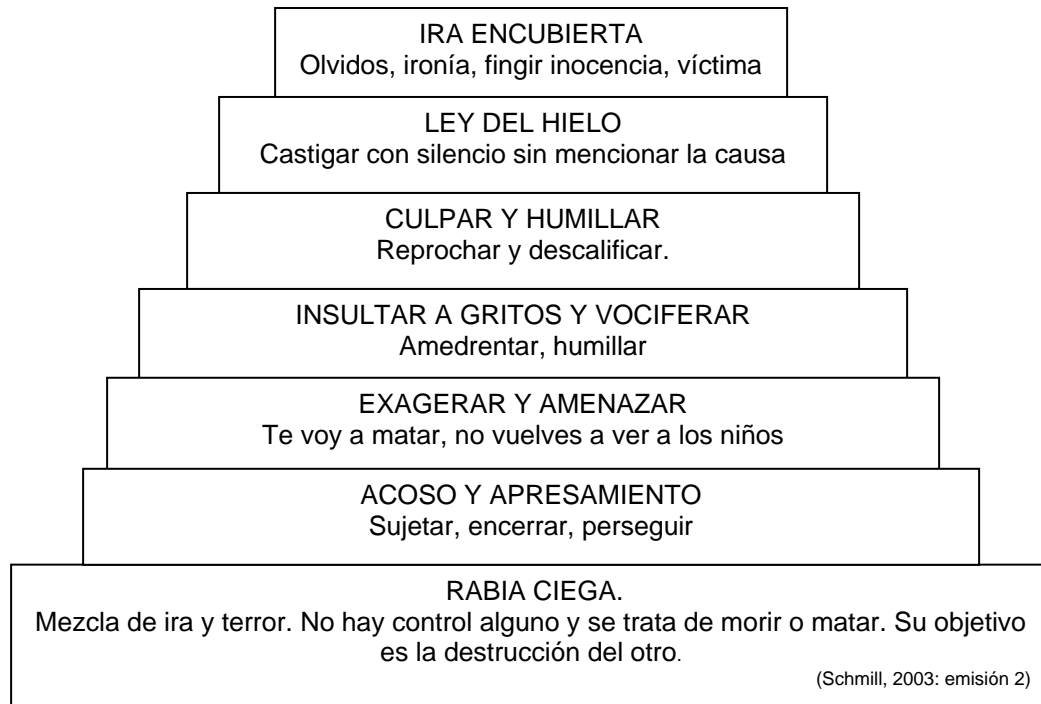 IRA ENCUBIERTA
Olvidos, ironía, fingir inocencia, víctima
LEY DEL HIELO
Castigar con silencio sin mencionar la causa
CULPAR Y HUMILLAR
Reprochar y descalificar.
INSULTAR A GRITOS Y VOCIFERAR
Amedrentar, humillar
EXAGERAR Y AMENAZAR
Te voy a matar, no vuelves a ver a los niños
ACOSO Y APRESAMIENTO
Sujetar, encerrar, perseguir
RABIA CIEGA.
Mezcla de ira y terror. No hay control alguno y se trata de morir o matar. Su objetivo
es la destrucción del otro.
(Schmill, 2003: emisión 2)